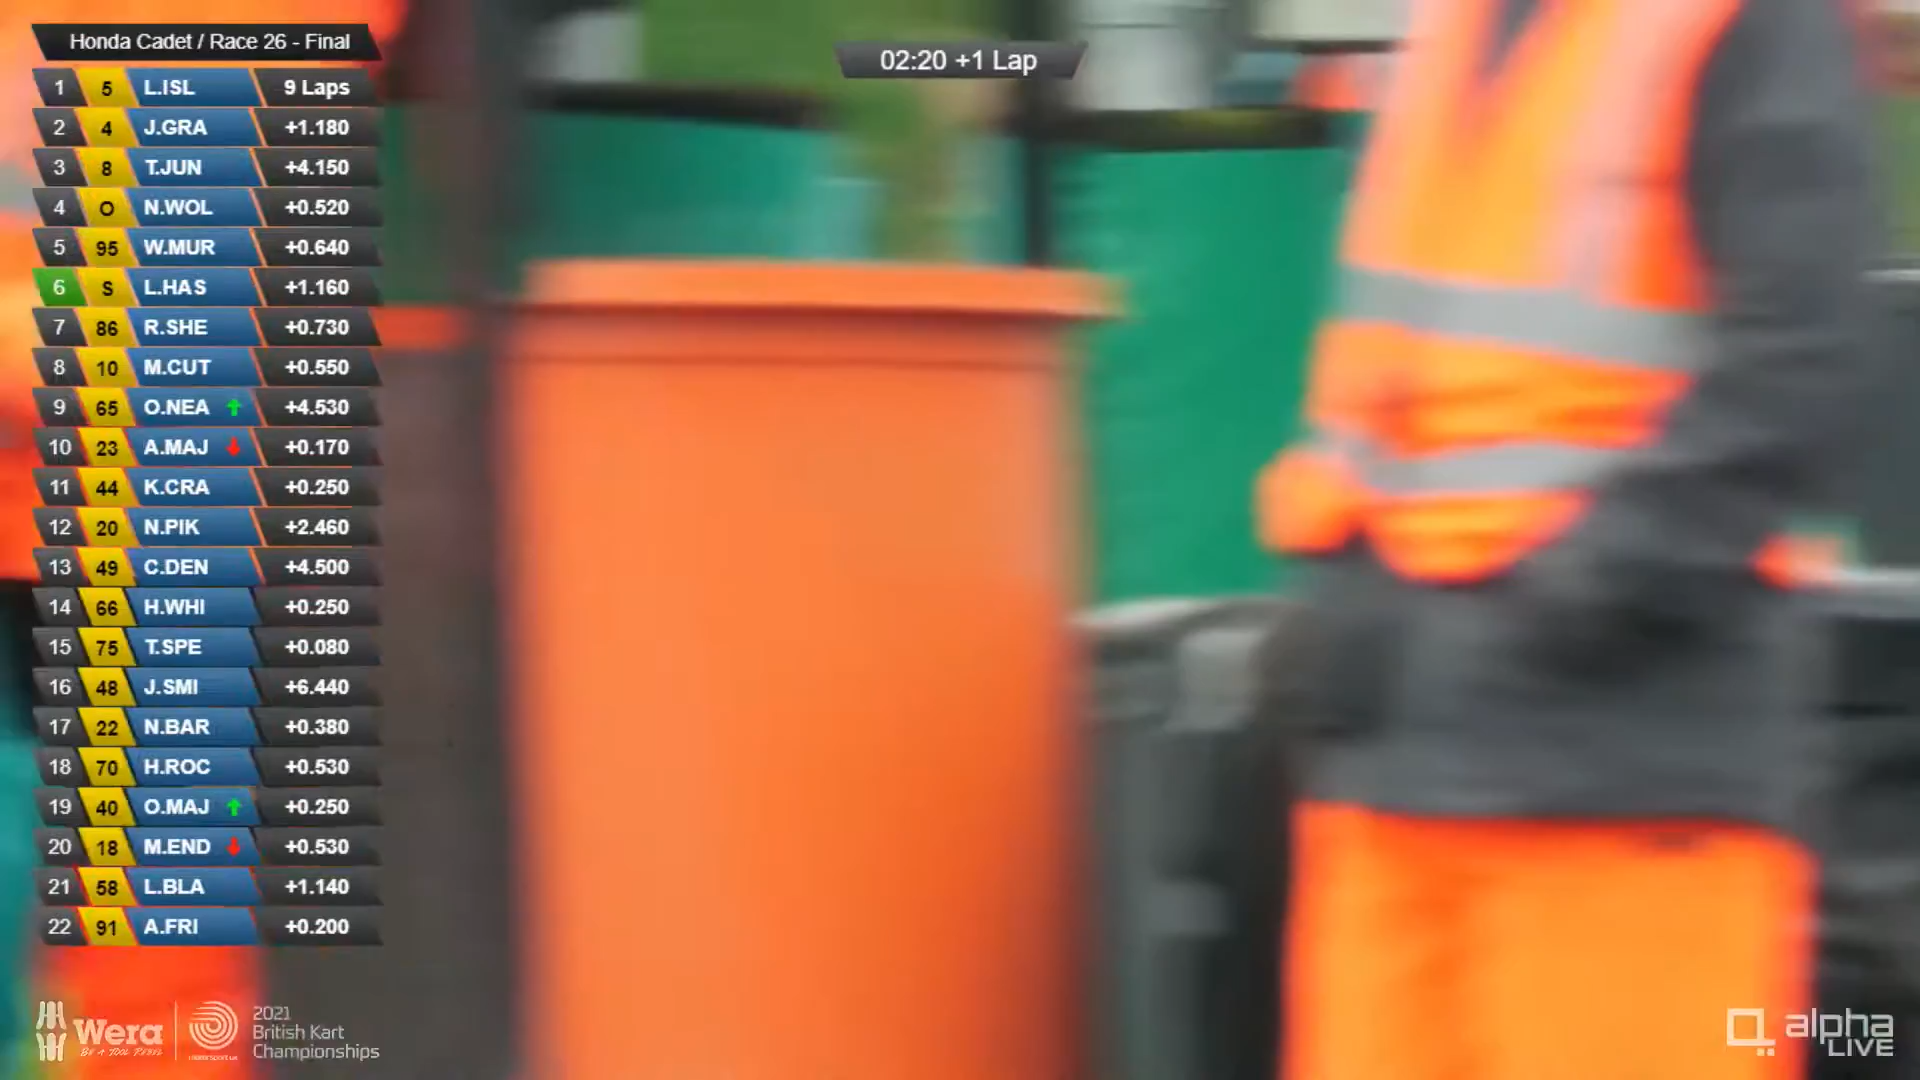 Honda Cadet / Race 26 - Final
02:20 +1 Lap
1 5 L.ISL 9 Laps
2 4 J.GRA +1.180
3 8 T.JUN +4.150
4 O N.WOL +0.520
5 95 W.MUR +0.640
6 S L.HAS +1.160
7 86 R.SHE +0.730
8 10 M.CUT +0.550
9 65 O.NEA +4.530
10 23 A.MAJ +0.170
11 44 K.CRA +0.250
12 20 N.PIK +2.460
13 49 C.DEN +4.500
14 66 H.WHI +0.250
15 75 T.SPE +0.080
16 48 J.SMI +6.440
17 22 N.BAR +0.380
18 70 H.ROC +0.530
19 40 O.MAJ +0.250
20 18 M.END +0.530
21 58 L.BLA +1.140
22 91 A.FRI +0.200
Wera
BE A TOOL REBEL
motorsport UK
2021
British Kart
Championships
alpha
LIVE